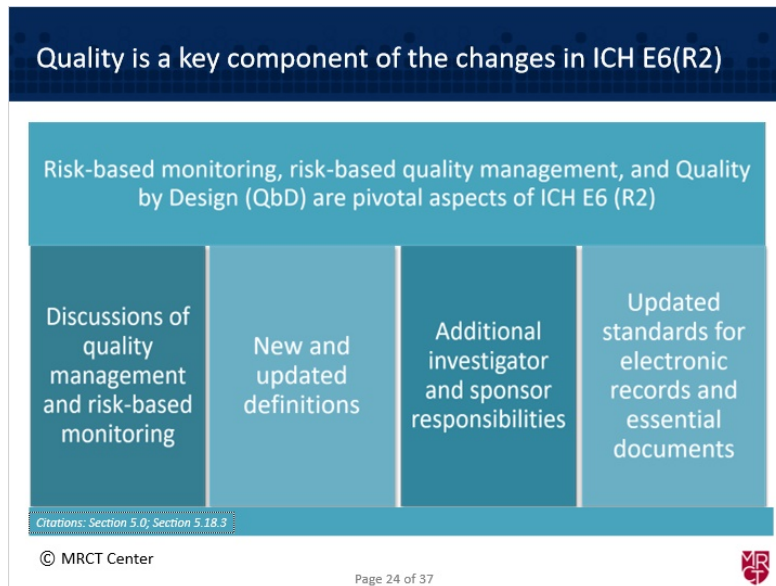 Quality is a key component of the changes in ICH E6(R2)
Risk-based monitoring, risk-based quality management, and Quality
by Design (QbD) are pivotal aspects of ICH E6 (R2)
Discussions of
quality
management
and risk-based
monitoring
New and
updated
definitions
Additional
investigator
and sponsor
responsibilities
Updated
standards for
electronic
records and
essential
documents
Citations: Section 5.0; Section 5.18.3
© MRCT Center
Page 24 of 37
MR
CT